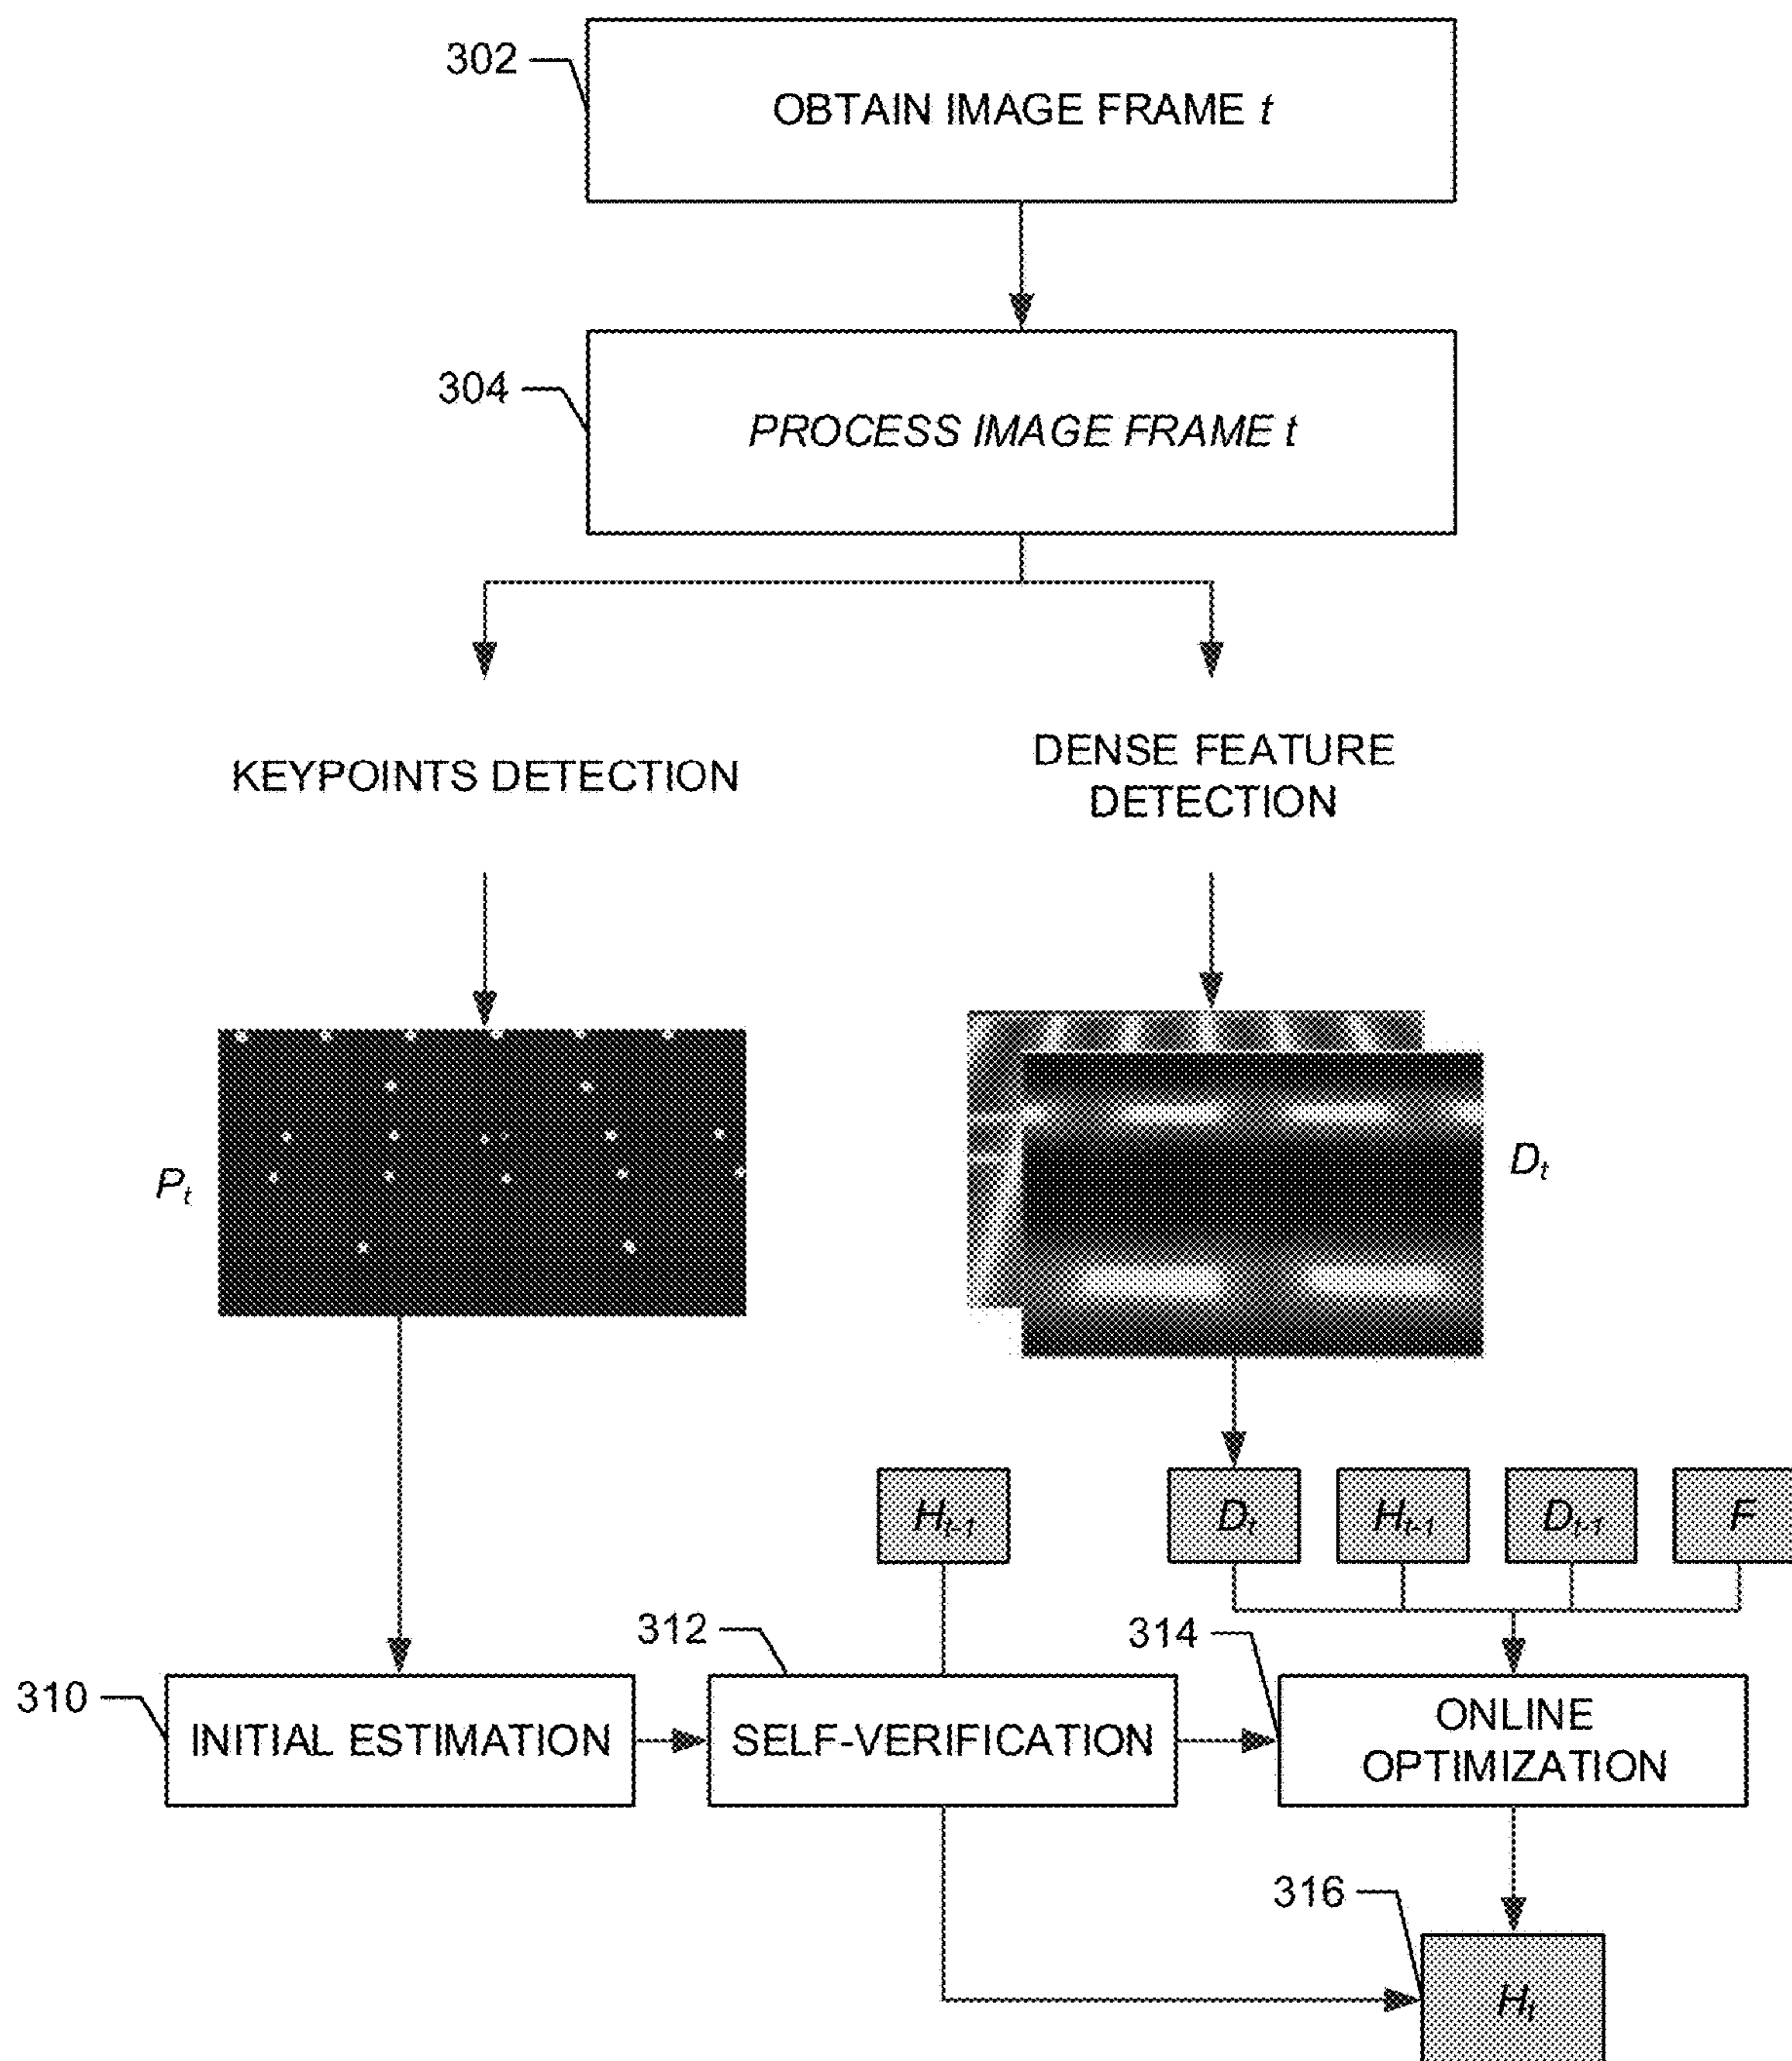 302
OBTAIN IMAGE FRAME t
304
PROCESS IMAGE FRAME t
KEYPOINTS DETECTION
DENSE FEATURE
DETECTION
Pt
Dt
Ht-1
Dt
Ht-1
Dt-1
F
312
314
310
INITIAL ESTIMATION
SELF-VERIFICATION
ONLINE
OPTIMIZATION
316
Ht